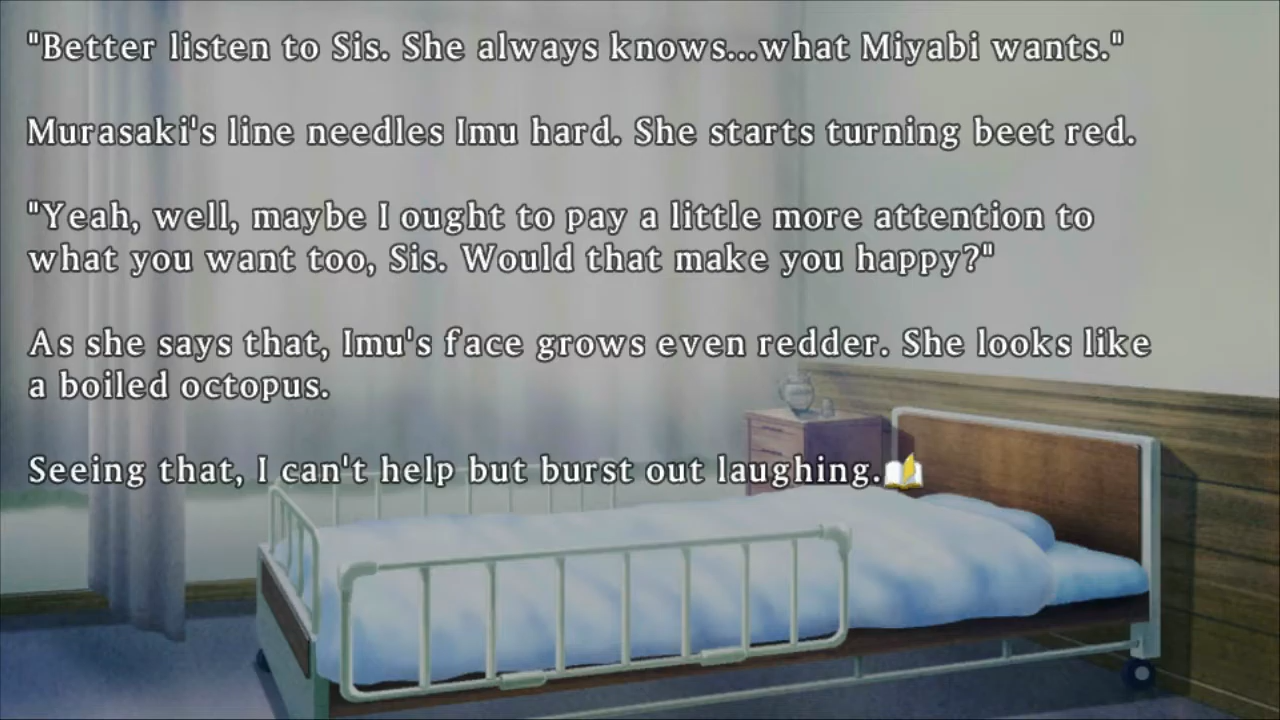 "Better listen to Sis. She always knows...what Miyabi wants."
Murasaki's line needles Imu hard. She starts turning beet red.
"Yeah, well, maybe I ought to pay a little more attention to
what you want too, Sis. Would that make you happy?"
As she says that, Imu's face grows even redder. She looks like
a boiled octopus.
Seeing that, I can't help but burst out laughing.